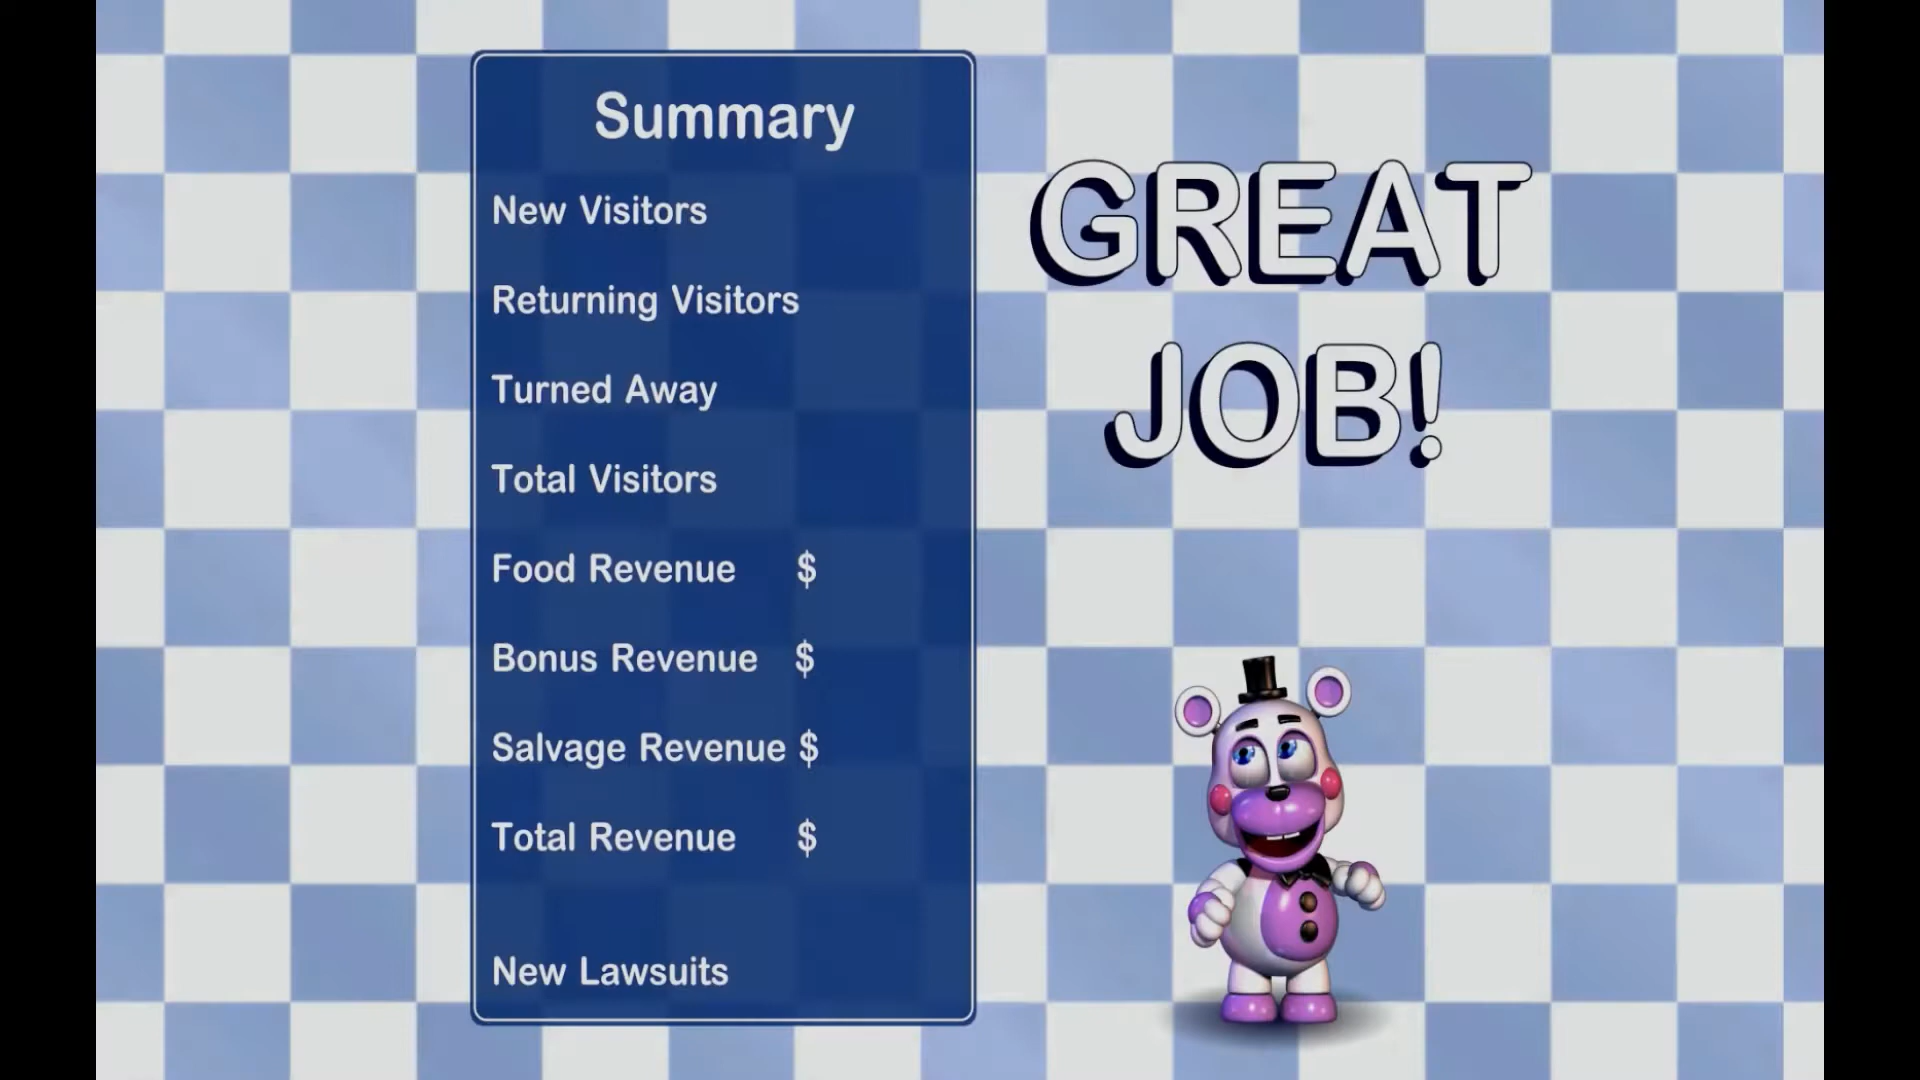 Summary
New Visitors
Returning Visitors
Turned Away
Total Visitors
Food Revenue $
Bonus Revenue $
Salvage Revenue $
Total Revenue $
New Lawsuits
GREAT
JOB!